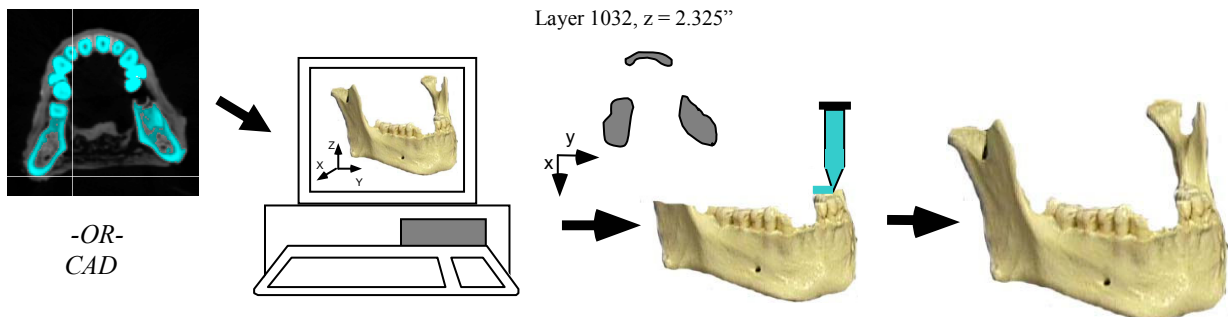 Layer 1032, z = 2.325”
-OR-
CAD
Z
X
Y
y
x